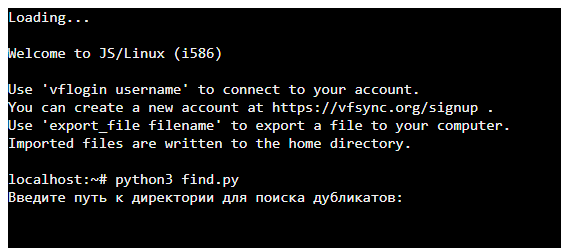 Loading...
Welcome to JS/Linux (i586)
Use 'vflogin username' to connect to your account.
You can create a new account at https://vfsync.org/signup .
Use 'export_file filename' to export a file to your computer.
Imported files are written to the home directory.
localhost:~# python3 find.py
Введите путь к директории для поиска дубликатов: